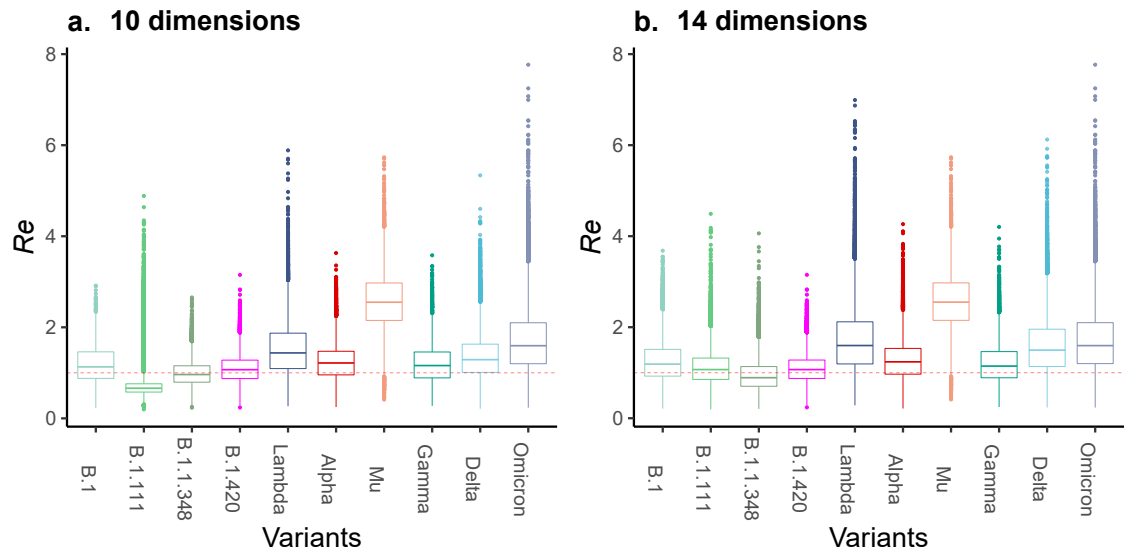 a. 10 dimensions
8
6
4
2
0
Re
B.1
B.1.111
B.1.1.348
B.1.420
Lambda
Alpha
Mu
Gamma
Delta
Omicron
Variants
b. 14 dimensions
8
6
4
2
0
Re
B.1
B.1.111
B.1.1.348
B.1.420
Lambda
Alpha
Mu
Gamma
Delta
Omicron
Variants